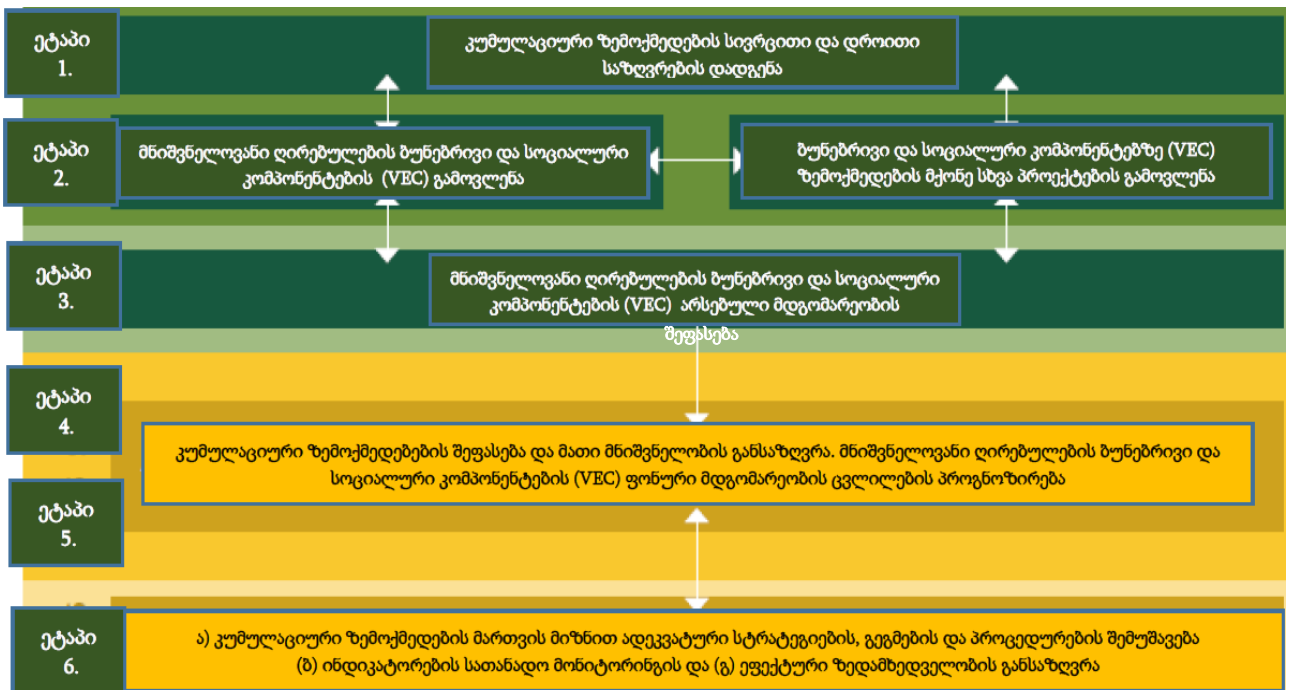 ეტაპი
1.
კუმულაციური ზემოქმედების სივრცითი და დროითი
საზღვრების დადგენა
ეტაპი
2.
მნიშვნელოვანი ღირებულების ბუნებრივი და სოციალური
კომპონენტების (VEC) გამოვლენა
ბუნებრივი და სოციალური კომპონენტებზე (VEC)
ზემოქმედების მქონე სხვა პროექტების გამოვლენა
ეტაპი
3.
მნიშვნელოვანი ღირებულების ბუნებრივი და სოციალური
კომპონენტების (VEC) არსებული მდგომარეობის
შეფასება
ეტაპი
4.
კუმულაციური ზემოქმედებების შეფასება და მათი მნიშვნელობის განსაზღვრა. მნიშვნელოვანი ღირებულების ბუნებრივი და
სოციალური კომპონენტების (VEC) ფონური მდგომარეობის ცვლილების პროგნოზირება
ეტაპი
5.
ეტაპი
6.
ა) კუმულაციური ზემოქმედების მართვის მიზნით ადეკვატური სტრატეგიების, გეგმების და პროცედურების შემუშავება
(ბ) ინდიკატორების სათანადო მონიტორინგის და (გ) ეფექტური ზედამხედველობის განსაზღვრა